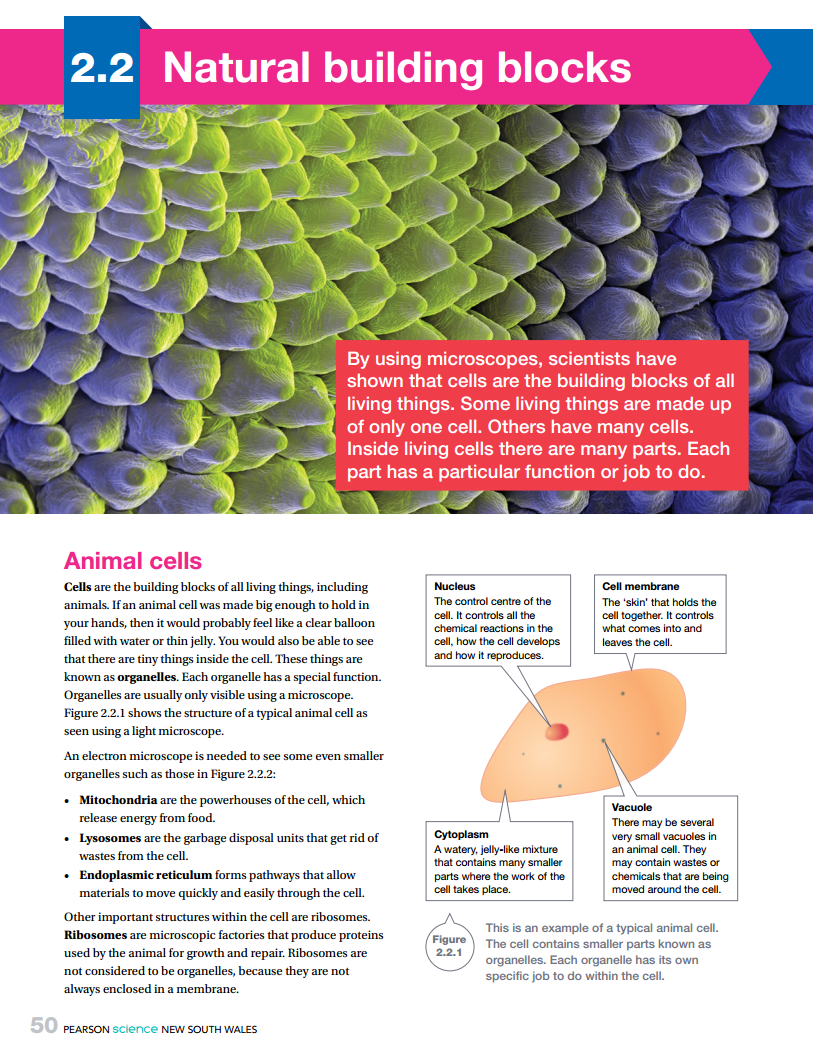 2.2 Natural building blocks
By using microscopes, scientists have
shown that cells are the building blocks of all
living things. Some living things are made up
of only one cell. Others have many cells.
Inside living cells there are many parts. Each
part has a particular function or job to do.
Animal cells
Cells are the building blocks of all living things, including
animals. If an animal cell was made big enough to hold in
your hands, then it would probably feel like a clear balloon
filled with water or thin jelly. You would also be able to see
that there are tiny things inside the cell. These things are
known as organelles. Each organelle has a special function.
Organelles are usually only visible using a microscope.
Figure 2.2.1 shows the structure of a typical animal cell as
seen using a light microscope.
An electron microscope is needed to see some even smaller
organelles such as those in Figure 2.2.2:
• Mitochondria are the powerhouses of the cell, which
release energy from food.
• Lysosomes are the garbage disposal units that get rid of
wastes from the cell.
• Endoplasmic reticulum forms pathways that allow
materials to move quickly and easily through the cell.
Other important structures within the cell are ribosomes.
Ribosomes are microscopic factories that produce proteins
used by the animal for growth and repair. Ribosomes are
not considered to be organelles, because they are not
always enclosed in a membrane.
Nucleus
The control centre of the
cell. It controls all the
chemical reactions in the
cell, how the cell develops
and how it reproduces.
Cell membrane
The ‘skin’ that holds the
cell together. It controls
what comes into and
leaves the cell.
Cytoplasm
A watery, jelly-like mixture
that contains many smaller
parts where the work of the
cell takes place.
Vacuole
There may be several
very small vacuoles in
an animal cell. They
may contain wastes or
chemicals that are being
moved around the cell.
Figure
2.2.1
This is an example of a typical animal cell.
The cell contains smaller parts known as
organelles. Each organelle has its own
specific job to do within the cell.
50 PEARSON science NEW SOUTH WALES